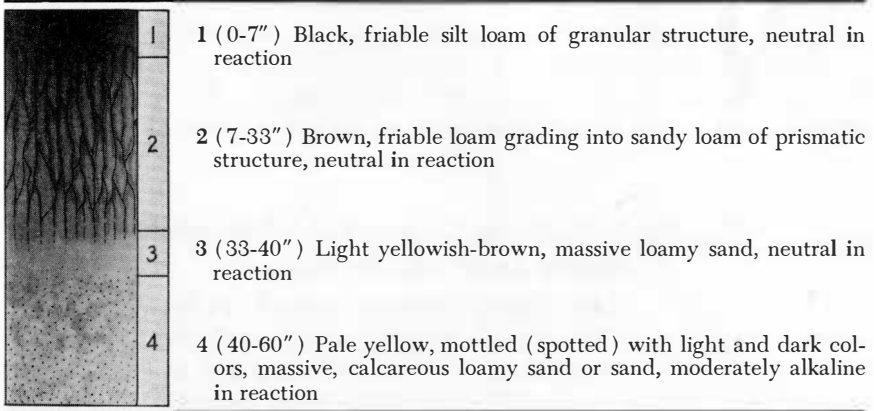 1
2
3
4
1 (0-7″) Black, friable silt loam of granular structure, neutral in
reaction
2 (7-33″) Brown, friable loam grading into sandy loam of prismatic
structure, neutral in reaction
3 (33-40″) Light yellowish-brown, massive loamy sand, neutral in
reaction
4 (40-60″) Pale yellow, mottled (spotted) with light and dark col-
ors, massive, calcareous loamy sand or sand, moderately alkaline
in reaction